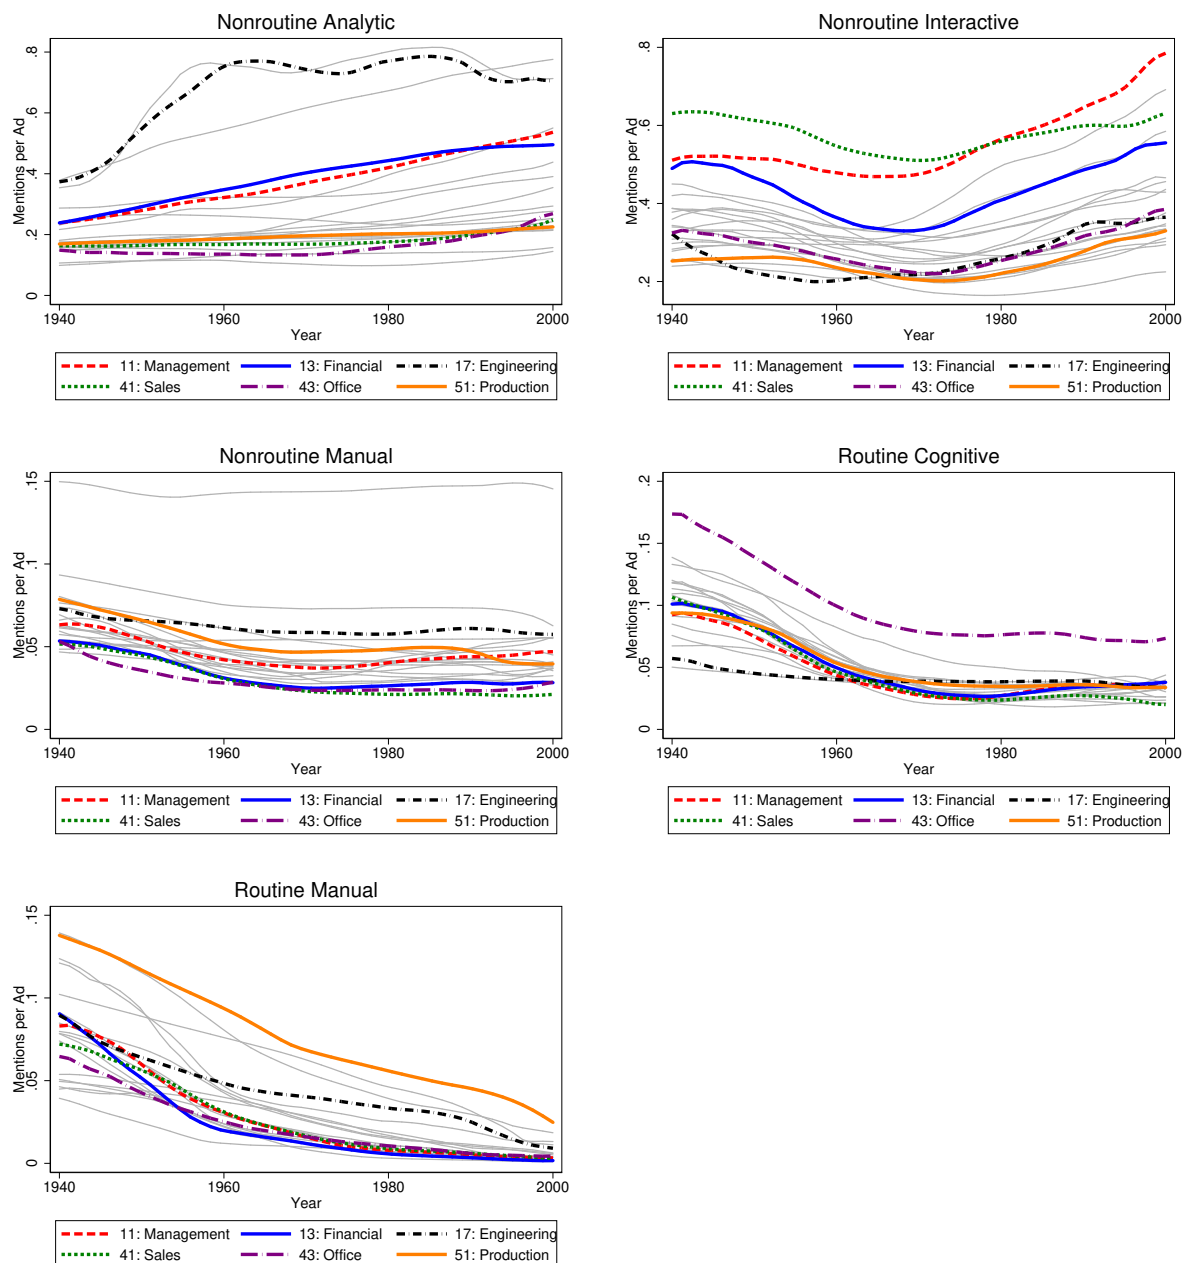 Nonroutine Analytic
Mentions per Ad
.8
.6
.4
.2
0
1940 1960 1980 2000
Year
11: Management 13: Financial 17: Engineering
41: Sales 43: Office 51: Production
Nonroutine Interactive
Mentions per Ad
.8
.6
.4
.2
1940 1960 1980 2000
Year
11: Management 13: Financial 17: Engineering
41: Sales 43: Office 51: Production
Nonroutine Manual
Mentions per Ad
.15
.1
.05
0
1940 1960 1980 2000
Year
11: Management 13: Financial 17: Engineering
41: Sales 43: Office 51: Production
Routine Cognitive
Mentions per Ad
.2
.15
.1
.05
0
1940 1960 1980 2000
Year
11: Management 13: Financial 17: Engineering
41: Sales 43: Office 51: Production
Routine Manual
Mentions per Ad
.15
.1
.05
0
1940 1960 1980 2000
Year
11: Management 13: Financial 17: Engineering
41: Sales 43: Office 51: Production